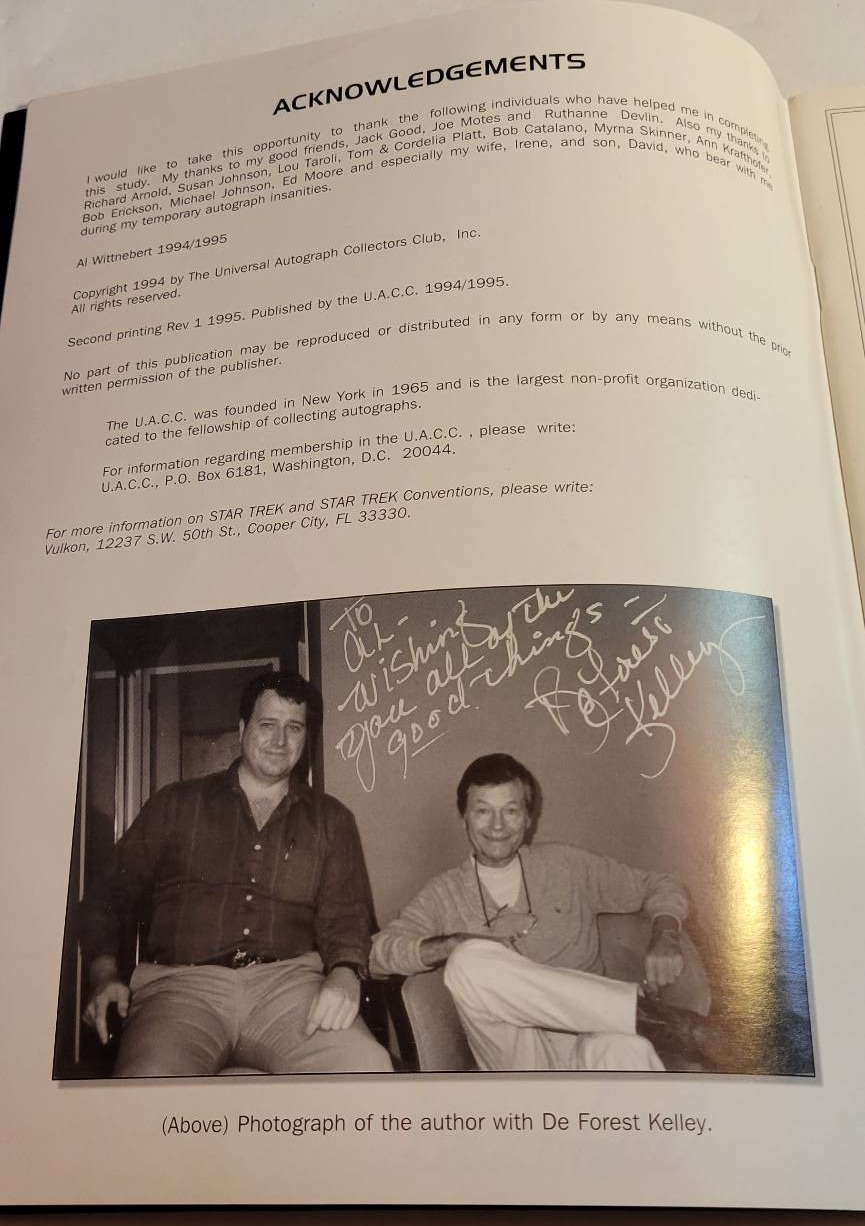 ACKNOWLEDGEMENTS
I would like to take this opportunity to thank the following individuals who have helped me in completing
this study. My thanks to my good friends, Jack Good, Joe Motes and Ruthanne Devlin. Also my thanks to
Richard Arnold, Susan Johnson, Lou Taroli, Tom & Cordelia Platt, Bob Catalano, Myrna Skinner, Ann Krafthofer,
Bob Erickson, Michael Johnson, Ed Moore and especially my wife, Irene, and son, David, who bear with me
during my temporary autograph insanities.
Al Wittnebert 1994/1995
Copyright 1994 by The Universal Autograph Collectors Club, Inc.
All rights reserved.
Second printing Rev 1 1995. Published by the U.A.C.C. 1994/1995.
No part of this publication may be reproduced or distributed in any form or by any means without the prior
written permission of the publisher.
The U.A.C.C. was founded in New York in 1965 and is the largest non-profit organization dedi-
cated to the fellowship of collecting autographs.
For information regarding membership in the U.A.C.C. , please write:
U.A.C.C., P.O. Box 6181, Washington, D.C. 20044.
For more information on STAR TREK and STAR TREK Conventions, please write:
Vulkon, 12237 S.W. 50th St., Cooper City, FL 33330.
To
Al -
Wishing
you all of the
good things -
DeForest
Kelley
(Above) Photograph of the author with De Forest Kelley.